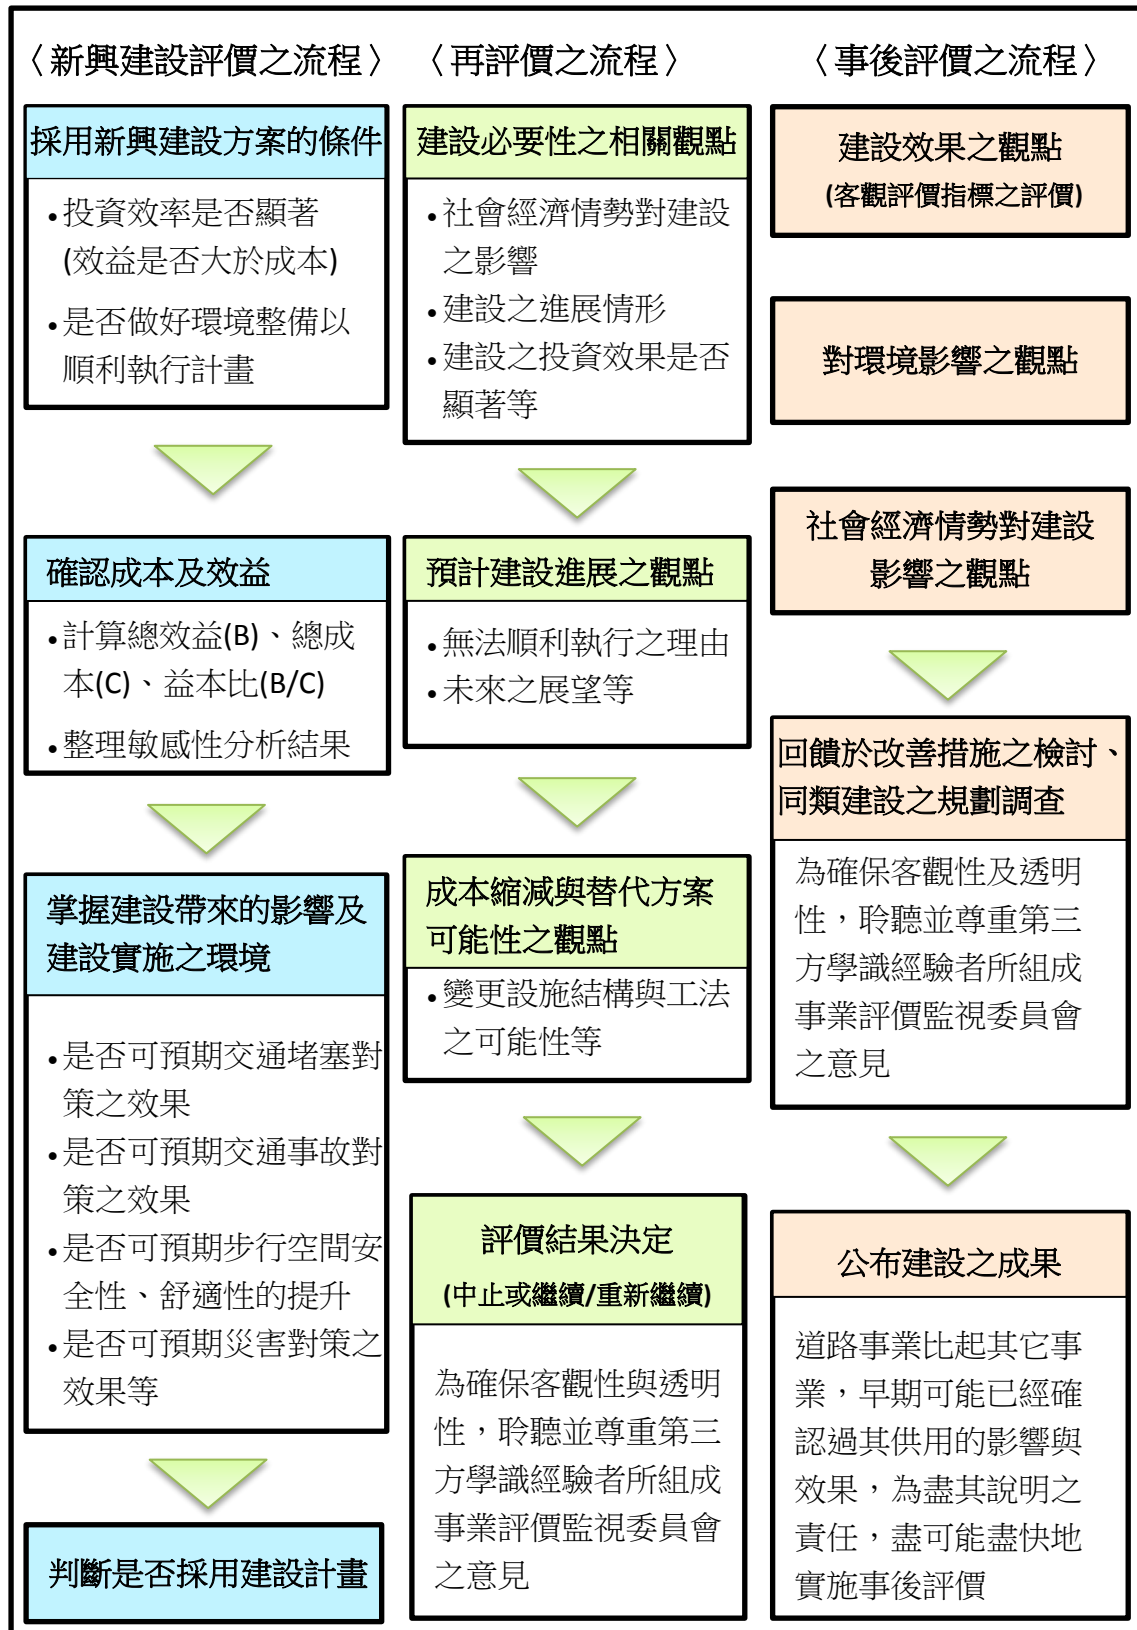 〈新興建設評價之流程〉
採用新興建設方案的條件
•投資效率是否顯著
(效益是否大於成本)
•是否做好環境整備以
順利執行計畫
確認成本及效益
•計算總效益(B)、總成
本(C)、益本比(B/C)
•整理敏感性分析結果
掌握建設帶來的影響及
建設實施之環境
•是否可預期交通堵塞對
策之效果
•是否可預期交通事故對
策之效果
•是否可預期步行空間安
全性、舒適性的提升
•是否可預期災害對策之
效果等
判斷是否採用建設計畫
〈再評價之流程〉
建設必要性之相關觀點
•社會經濟情勢對建設
之影響
•建設之進展情形
•建設之投資效果是否
顯著等
預計建設進展之觀點
•無法順利執行之理由
•未來之展望等
成本縮減與替代方案
可能性之觀點
•變更設施結構與工法
之可能性等
評價結果決定
(中止或繼續/重新繼續)
為確保客觀性與透明
性，聆聽並尊重第三
方學識經驗者所組成
事業評價監視委員會
之意見
〈事後評價之流程〉
建設效果之觀點
(客觀評價指標之評價)
對環境影響之觀點
社會經濟情勢對建設
影響之觀點
回饋於改善措施之檢討、
同類建設之規劃調查
為確保客觀性及透明
性，聆聽並尊重第三
方學識經驗者所組成
事業評價監視委員會
之意見
公布建設之成果
道路事業比起其它事
業，早期可能已經確
認過其供用的影響與
效果，為盡其說明之
責任，盡可能盡快地
實施事後評價